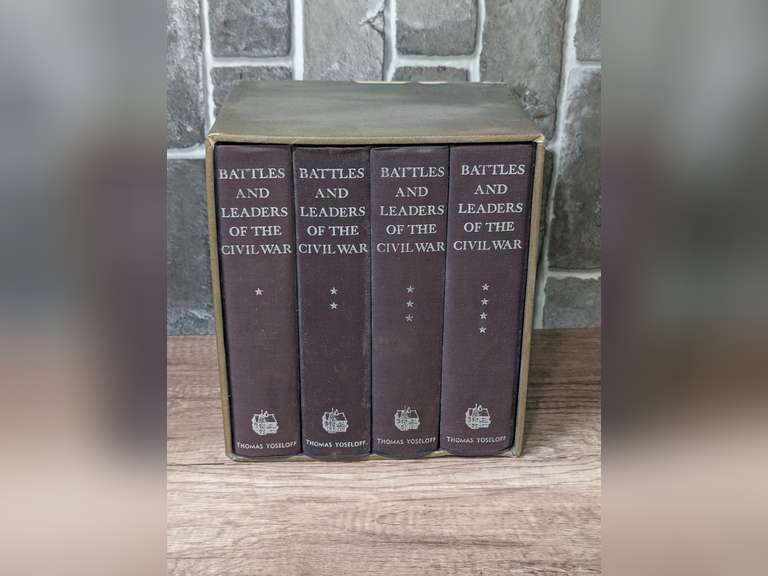 BATTLES
AND
LEADERS
OF THE
CIVIL WAR
THOMAS YOSELOFF
BATTLES
AND
LEADERS
OF THE
CIVIL WAR
THOMAS YOSELOFF
BATTLES
AND
LEADERS
OF THE
CIVIL WAR
THOMAS YOSELOFF
BATTLES
AND
LEADERS
OF THE
CIVIL WAR
THOMAS YOSELOFF